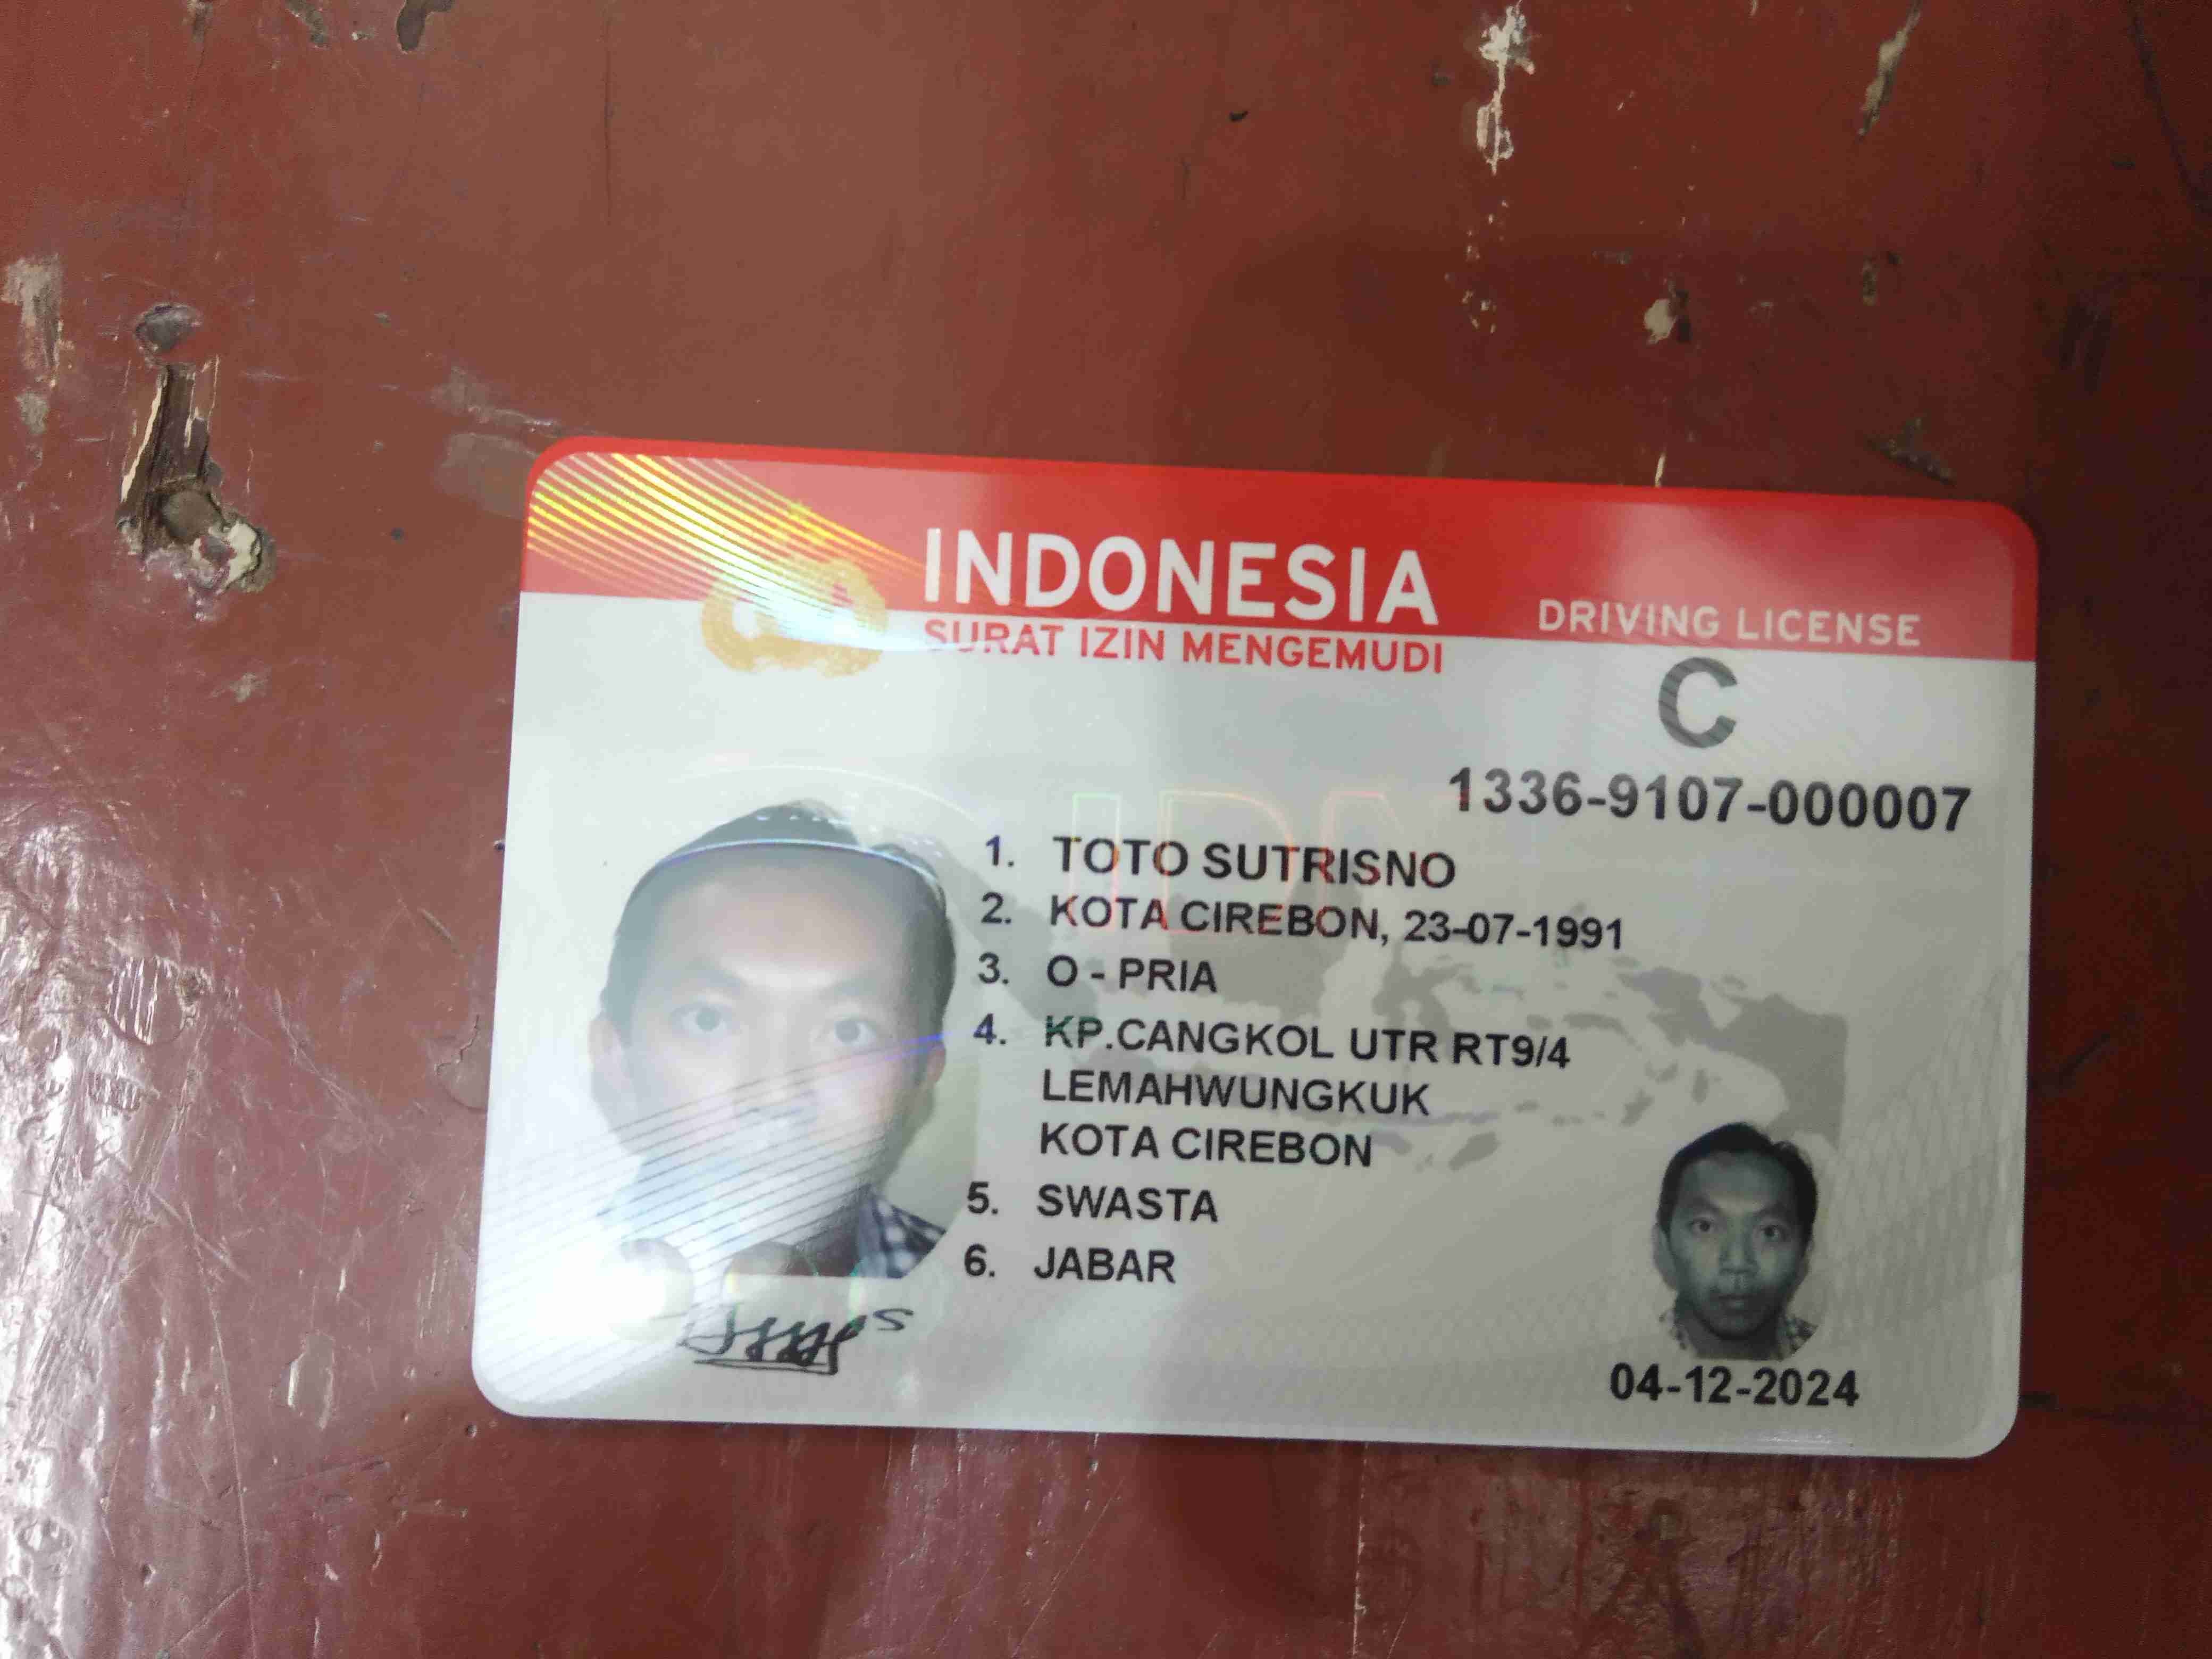 INDONESIA
SURAT IZIN MENGEMUDI
DRIVING LICENSE
C
1336-9107-000007
1. TOTO SUTRISNO
2. KOTA CIREBON, 23-07-1991
3. O - PRIA
4. KP.CANGKOL UTR RT9/4
LEMAHWUNGKUK
KOTA CIREBON
5. SWASTA
6. JABAR
04-12-2024